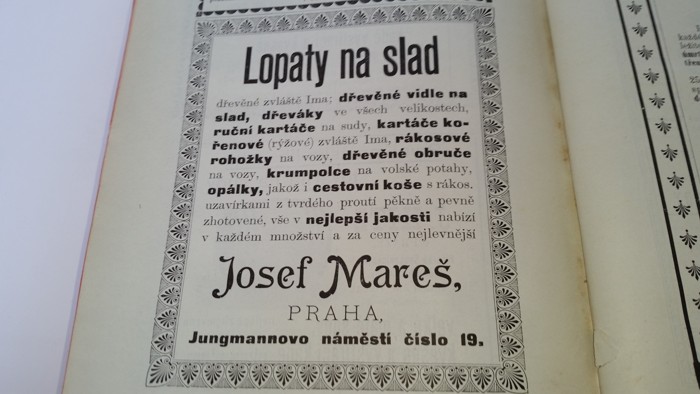 Lopaty na slad
dřevěné zvláště Ima; dřevěné vidle na
slad, dřeváky ve všech velikostech,
ruční kartáče na sudy, kartáče ko-
řenové (rýžové) zvláště Ima, rákosové
rohožky na vozy, dřevěné obruče
na vozy, krumpolce na volské potahy,
opálky, jakož i cestovní koše s rákos.
uzavírkami z tvrdého proutí pěkně a pevně
zhotovené, vše v nejlepší jakosti nabízí
v každém množství a za ceny nejlevnější
Josef Mareš,
PRAHA,
Jungmannovo náměstí číslo 19.
každé
25